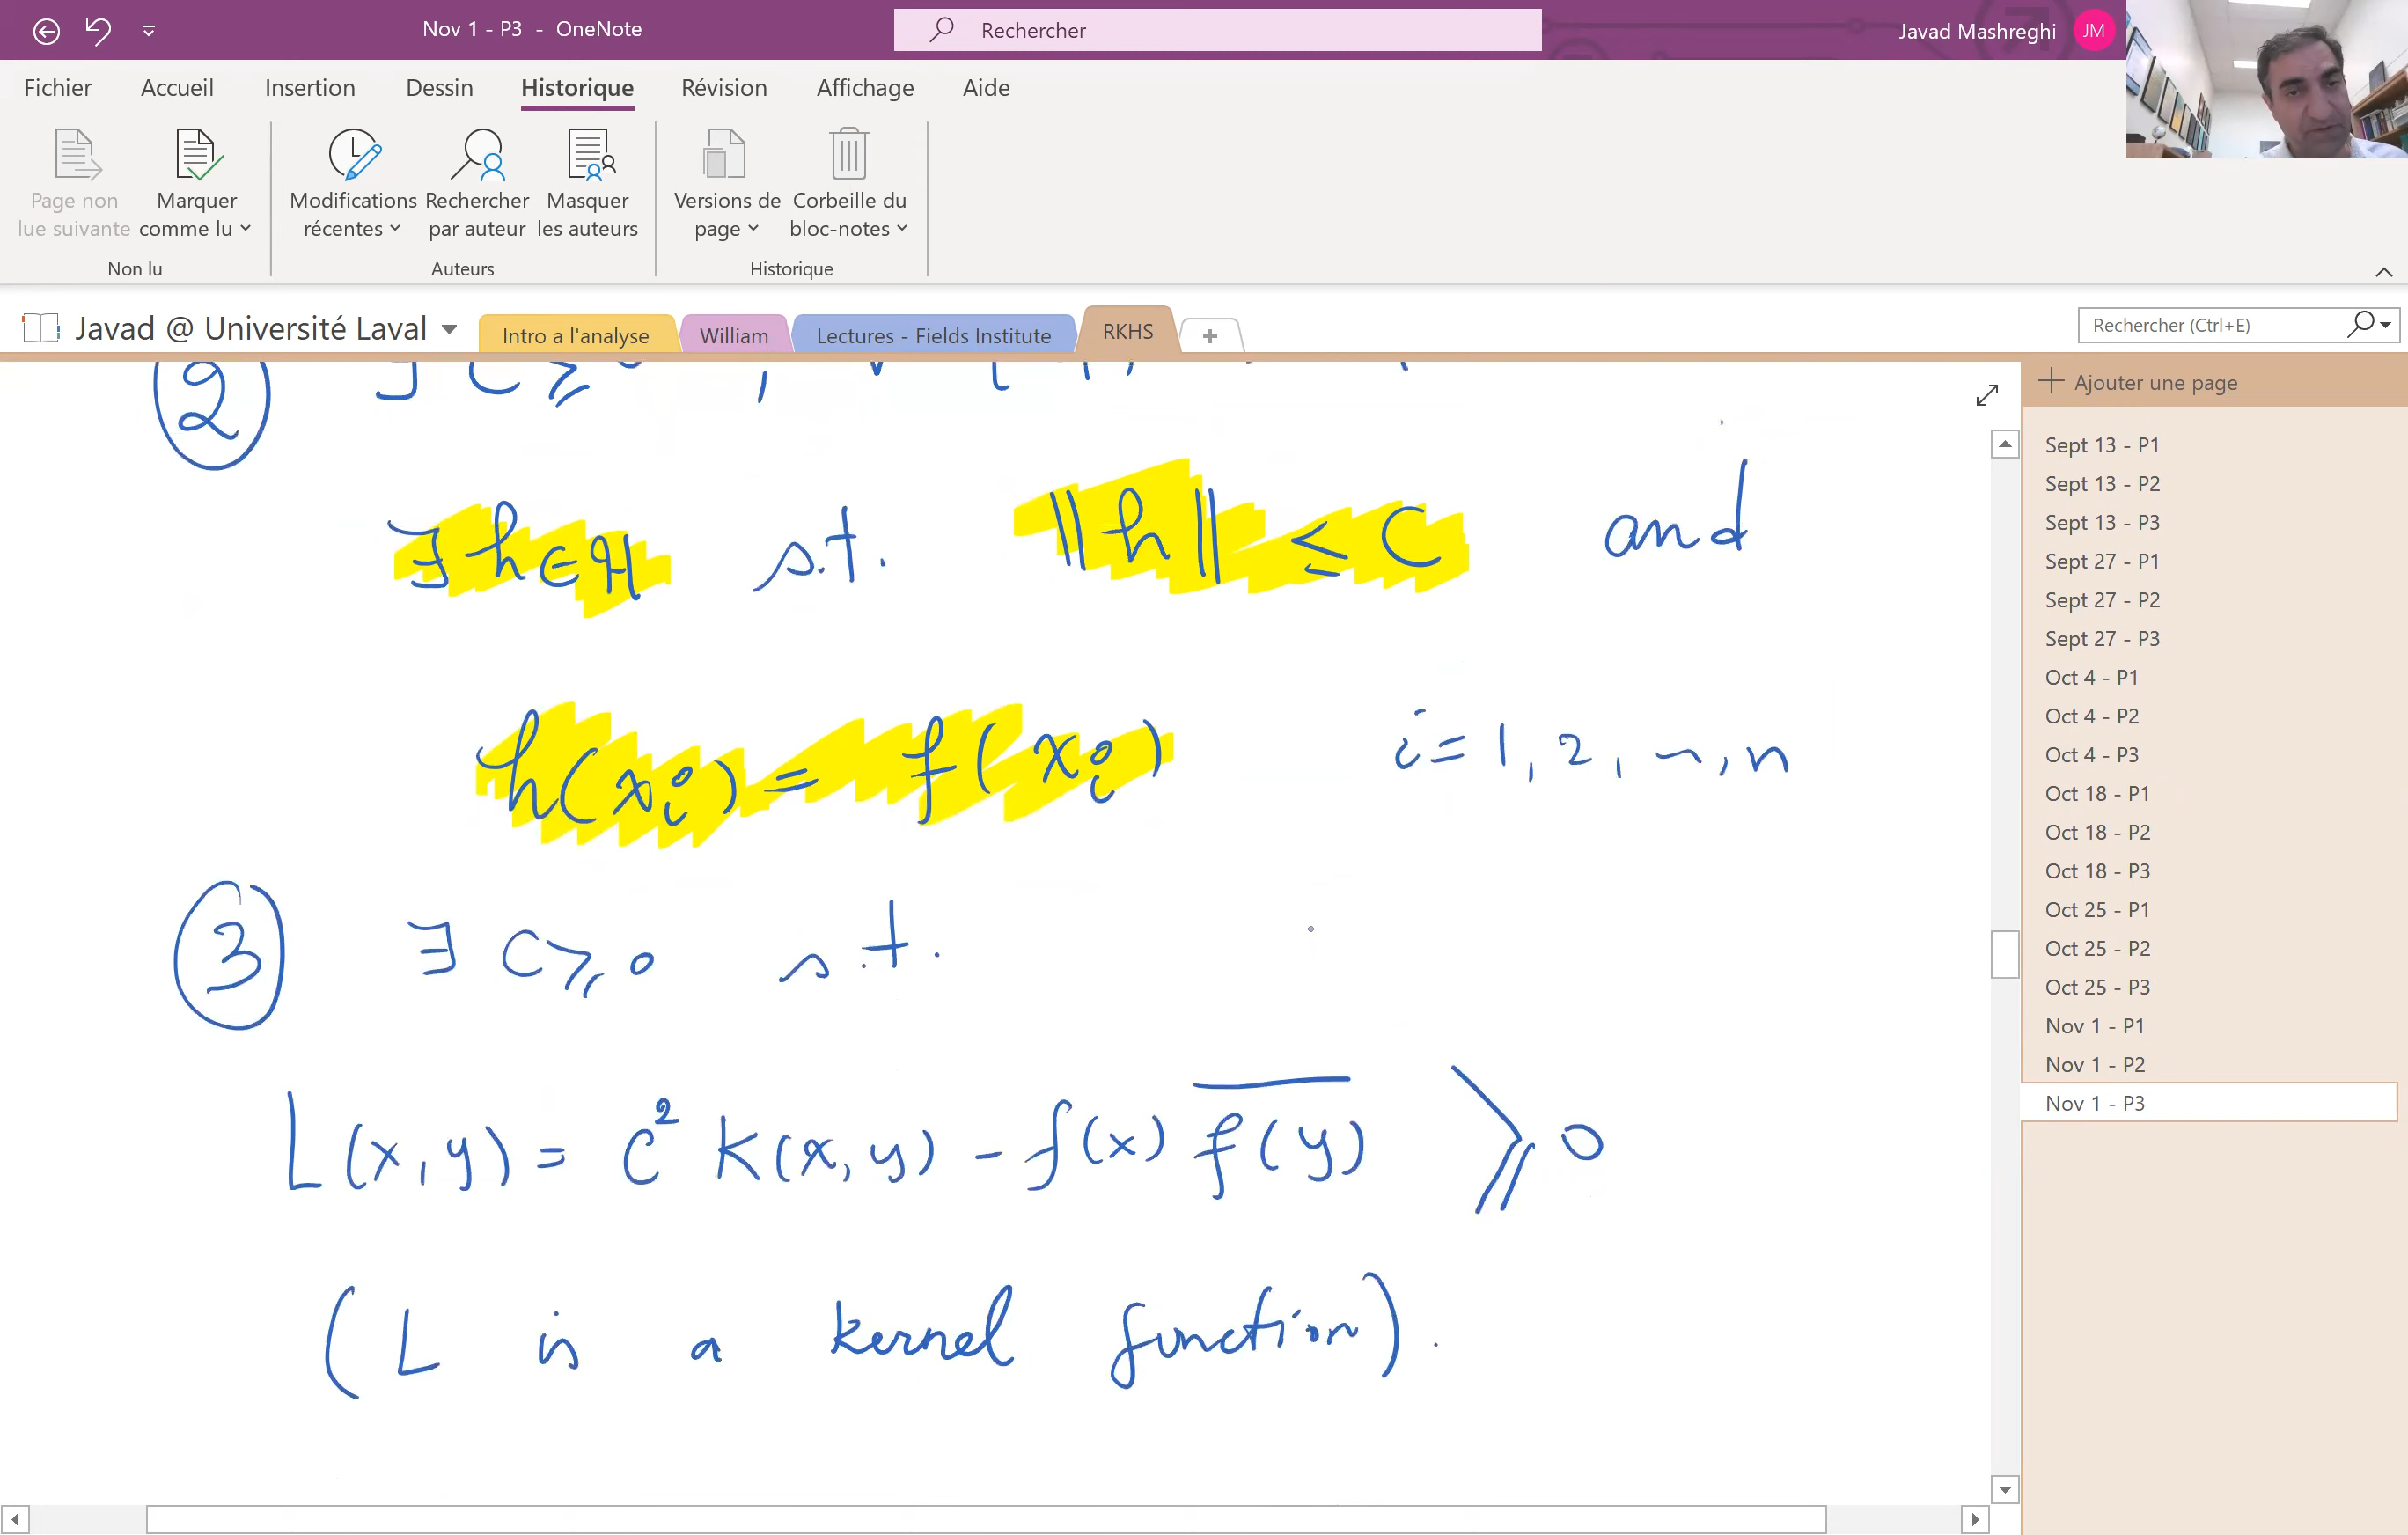 Nov 1 - P3 - OneNote
Rechercher
Javad Mashreghi
JM
Fichier
Accueil
Insertion
Dessin
Historique
Révision
Affichage
Aide
Page non lue suivante
Marquer comme lu
Modifications récentes
Rechercher par auteur
Masquer les auteurs
Versions de page
Corbeille du bloc-notes
Non lu
Auteurs
Historique
Javad @ Université Laval
Intro a l'analyse
William
Lectures - Fields Institute
RKHS
+
Rechercher (Ctrl+E)
② ∃ C ≥
∃ h ∈ H s.t. ‖h‖ ≤ C and
h(xᵢ) = f(xᵢ) i = 1, 2, ~, n
③ ∃ C ≥ 0 s.t.
L(x,y) = C² K(x,y) - f(x) f̅(̅y̅)̅ ≥ 0
(L is a kernel function).
Ajouter une page
Sept 13 - P1
Sept 13 - P2
Sept 13 - P3
Sept 27 - P1
Sept 27 - P2
Sept 27 - P3
Oct 4 - P1
Oct 4 - P2
Oct 4 - P3
Oct 18 - P1
Oct 18 - P2
Oct 18 - P3
Oct 25 - P1
Oct 25 - P2
Oct 25 - P3
Nov 1 - P1
Nov 1 - P2
Nov 1 - P3